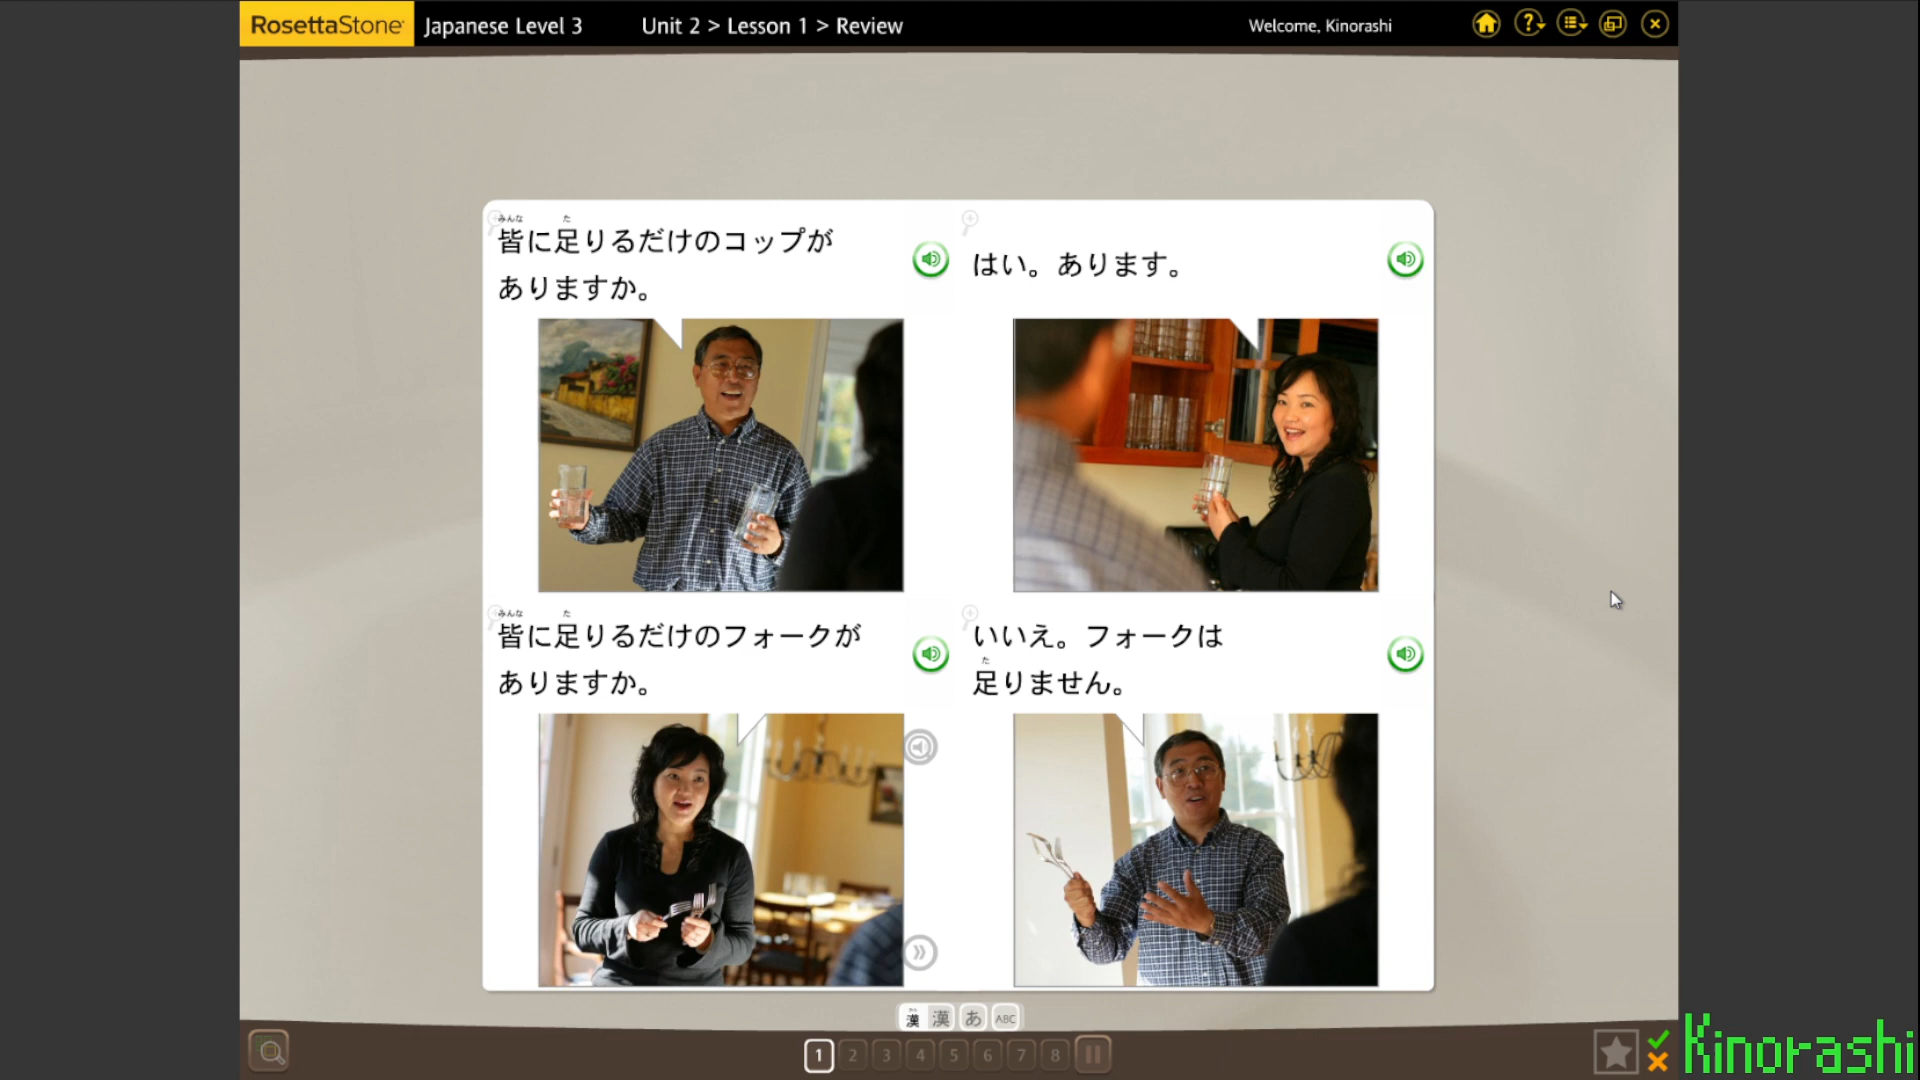 RosettaStone Japanese Level 3 Unit 2 > Lesson 1 > Review Welcome, Kinorashi
みんな た
皆に足りるだけのコップが
ありますか。
はい。あります。
みんな た
皆に足りるだけのフォークが
ありますか。
いいえ。フォークは
た
足りません。
漢 漢 あ ABC
1 2 3 4 5 6 7 8
Kinorashi